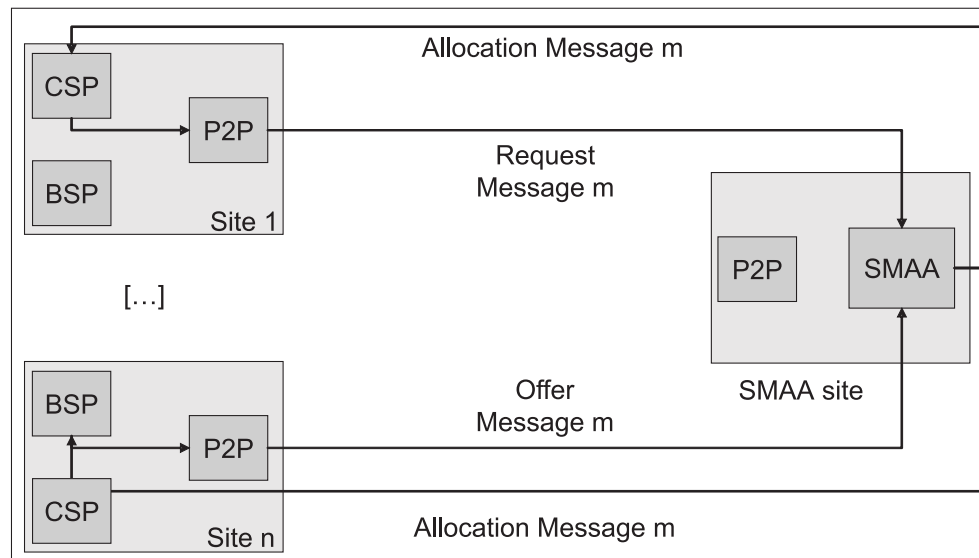 Allocation Message m
CSP
P2P
BSP
Site 1
Request
Message m
P2P
SMAA
SMAA site
[...]
BSP
P2P
CSP
Site n
Offer
Message m
Allocation Message m